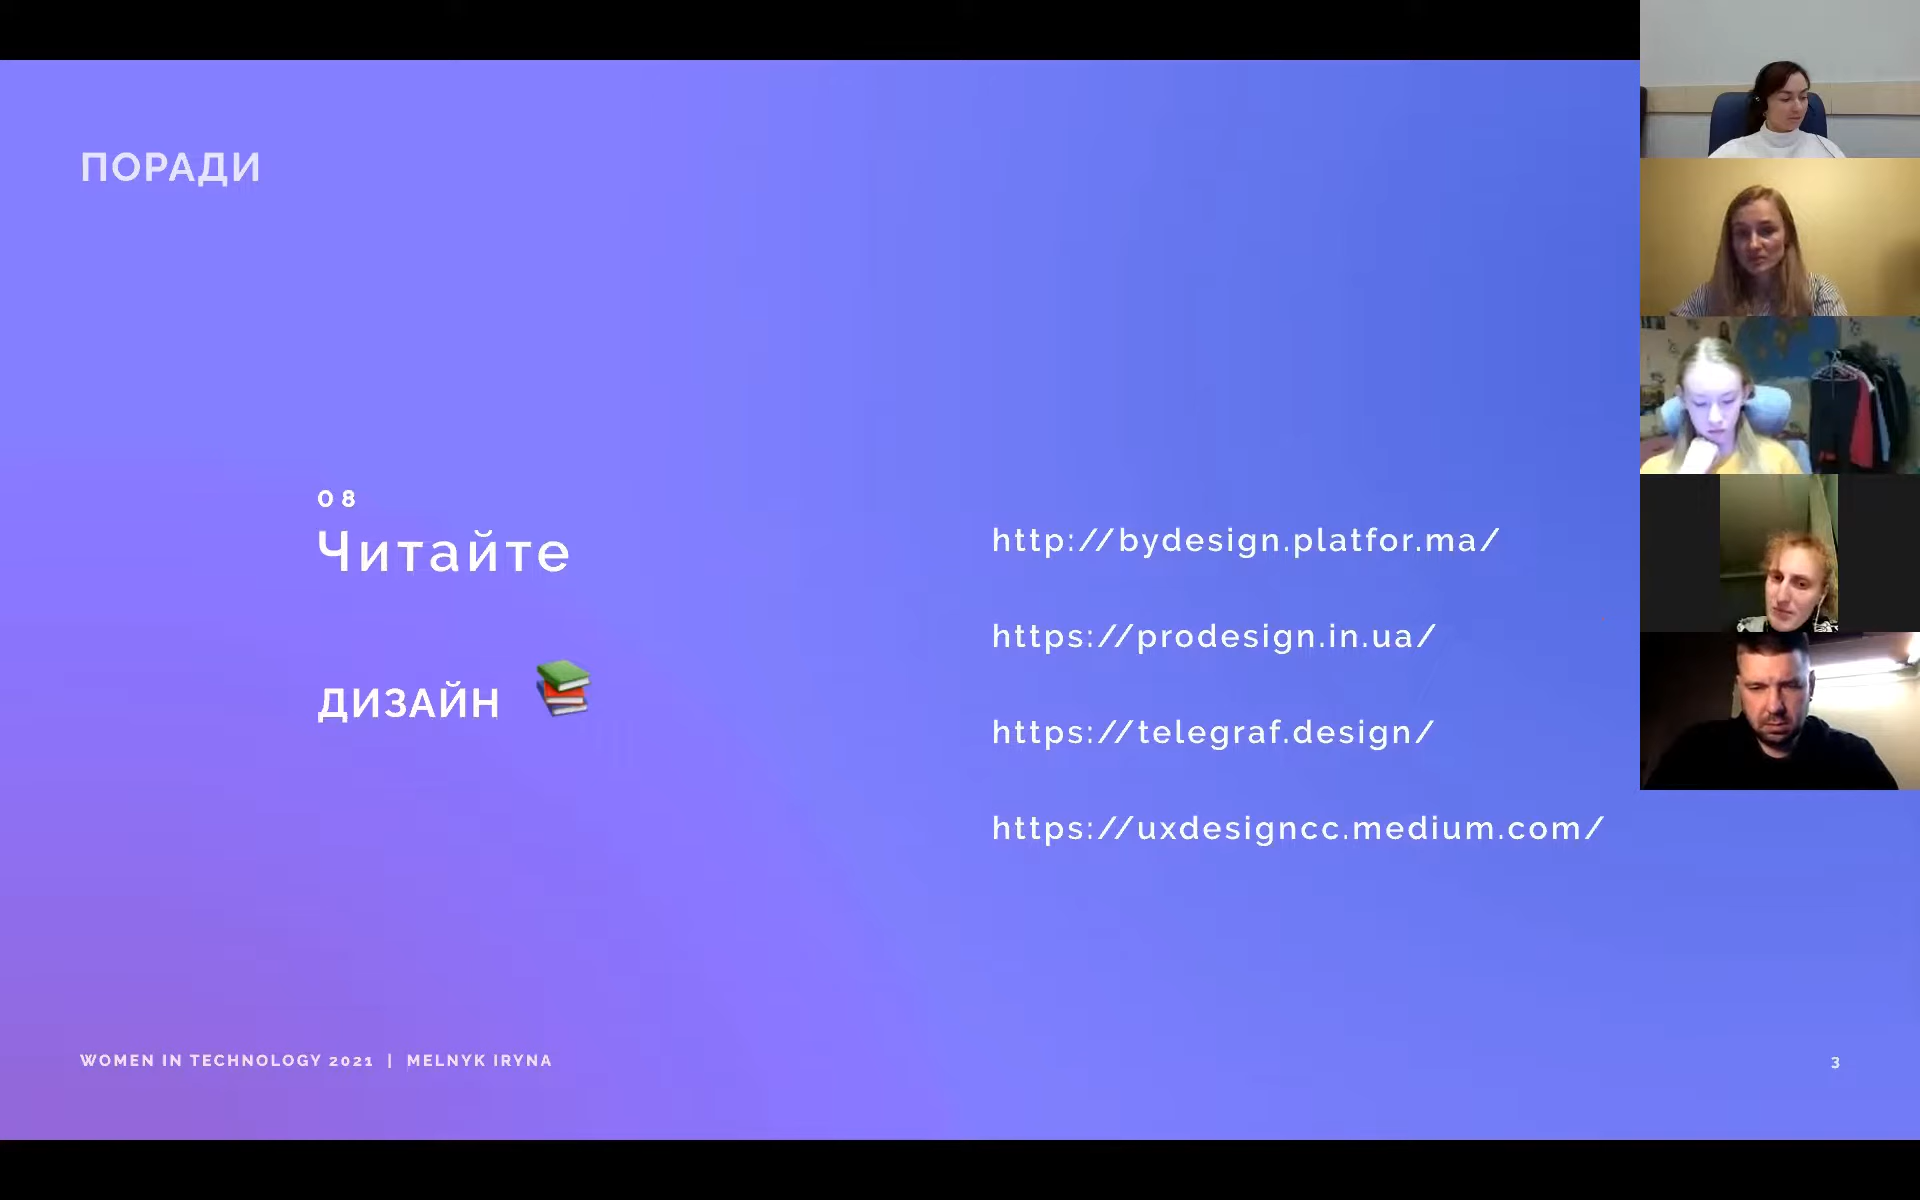 ПОРАДИ
08
Читайте
ДИЗАЙН
http://bydesign.platfor.ma/
https://prodesign.in.ua/
https://telegraf.design/
https://uxdesigncc.medium.com/
WOMEN IN TECHNOLOGY 2021 | MELNYK IRYNA
3